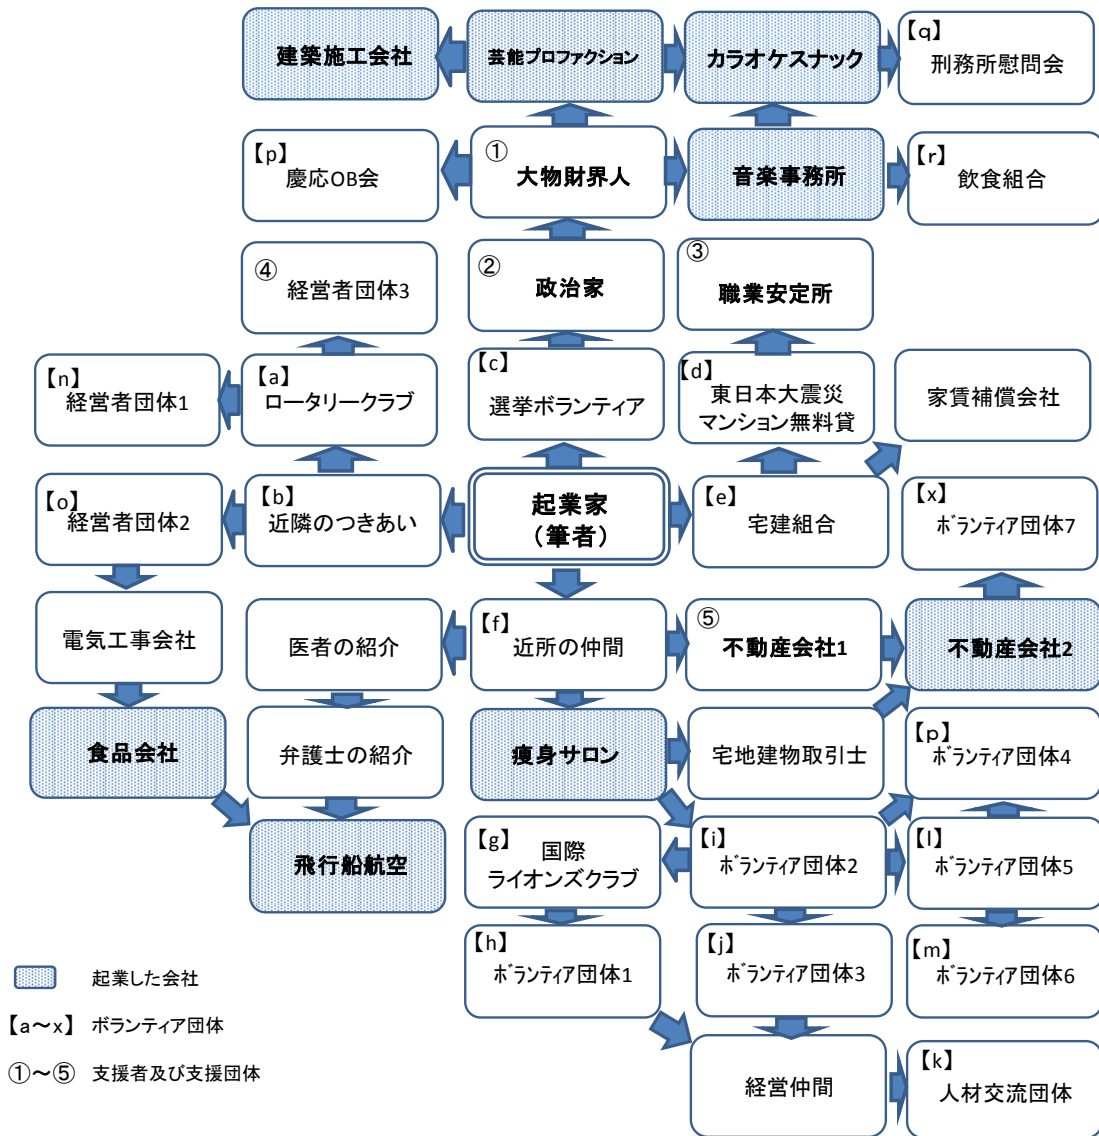 建築施工会社
芸能プロファクション
カラオケスナック
【q】
刑務所慰問会
【p】
慶応OB会
①
大物財界人
音楽事務所
【r】
飲食組合
④
経営者団体3
②
政治家
③
職業安定所
【n】
経営者団体1
【a】
ロータリークラブ
【c】
選挙ボランティア
【d】
東日本大震災
マンション無料貸
家賃補償会社
【o】
経営者団体2
【b】
近隣のつきあい
起業家
（筆者）
【e】
宅建組合
【x】
ボランティア団体7
電気工事会社
医者の紹介
【f】
近所の仲間
⑤
不動産会社1
不動産会社2
食品会社
弁護士の紹介
痩身サロン
宅地建物取引士
【p】
ボランティア団体4
飛行船航空
【g】
国際
ライオンズクラブ
【i】
ボランティア団体2
【l】
ボランティア団体5
【h】
ボランティア団体1
【j】
ボランティア団体3
【m】
ボランティア団体6
経営仲間
【k】
人材交流団体
起業した会社
【a～x】 ボランティア団体
①～⑤ 支援者及び支援団体